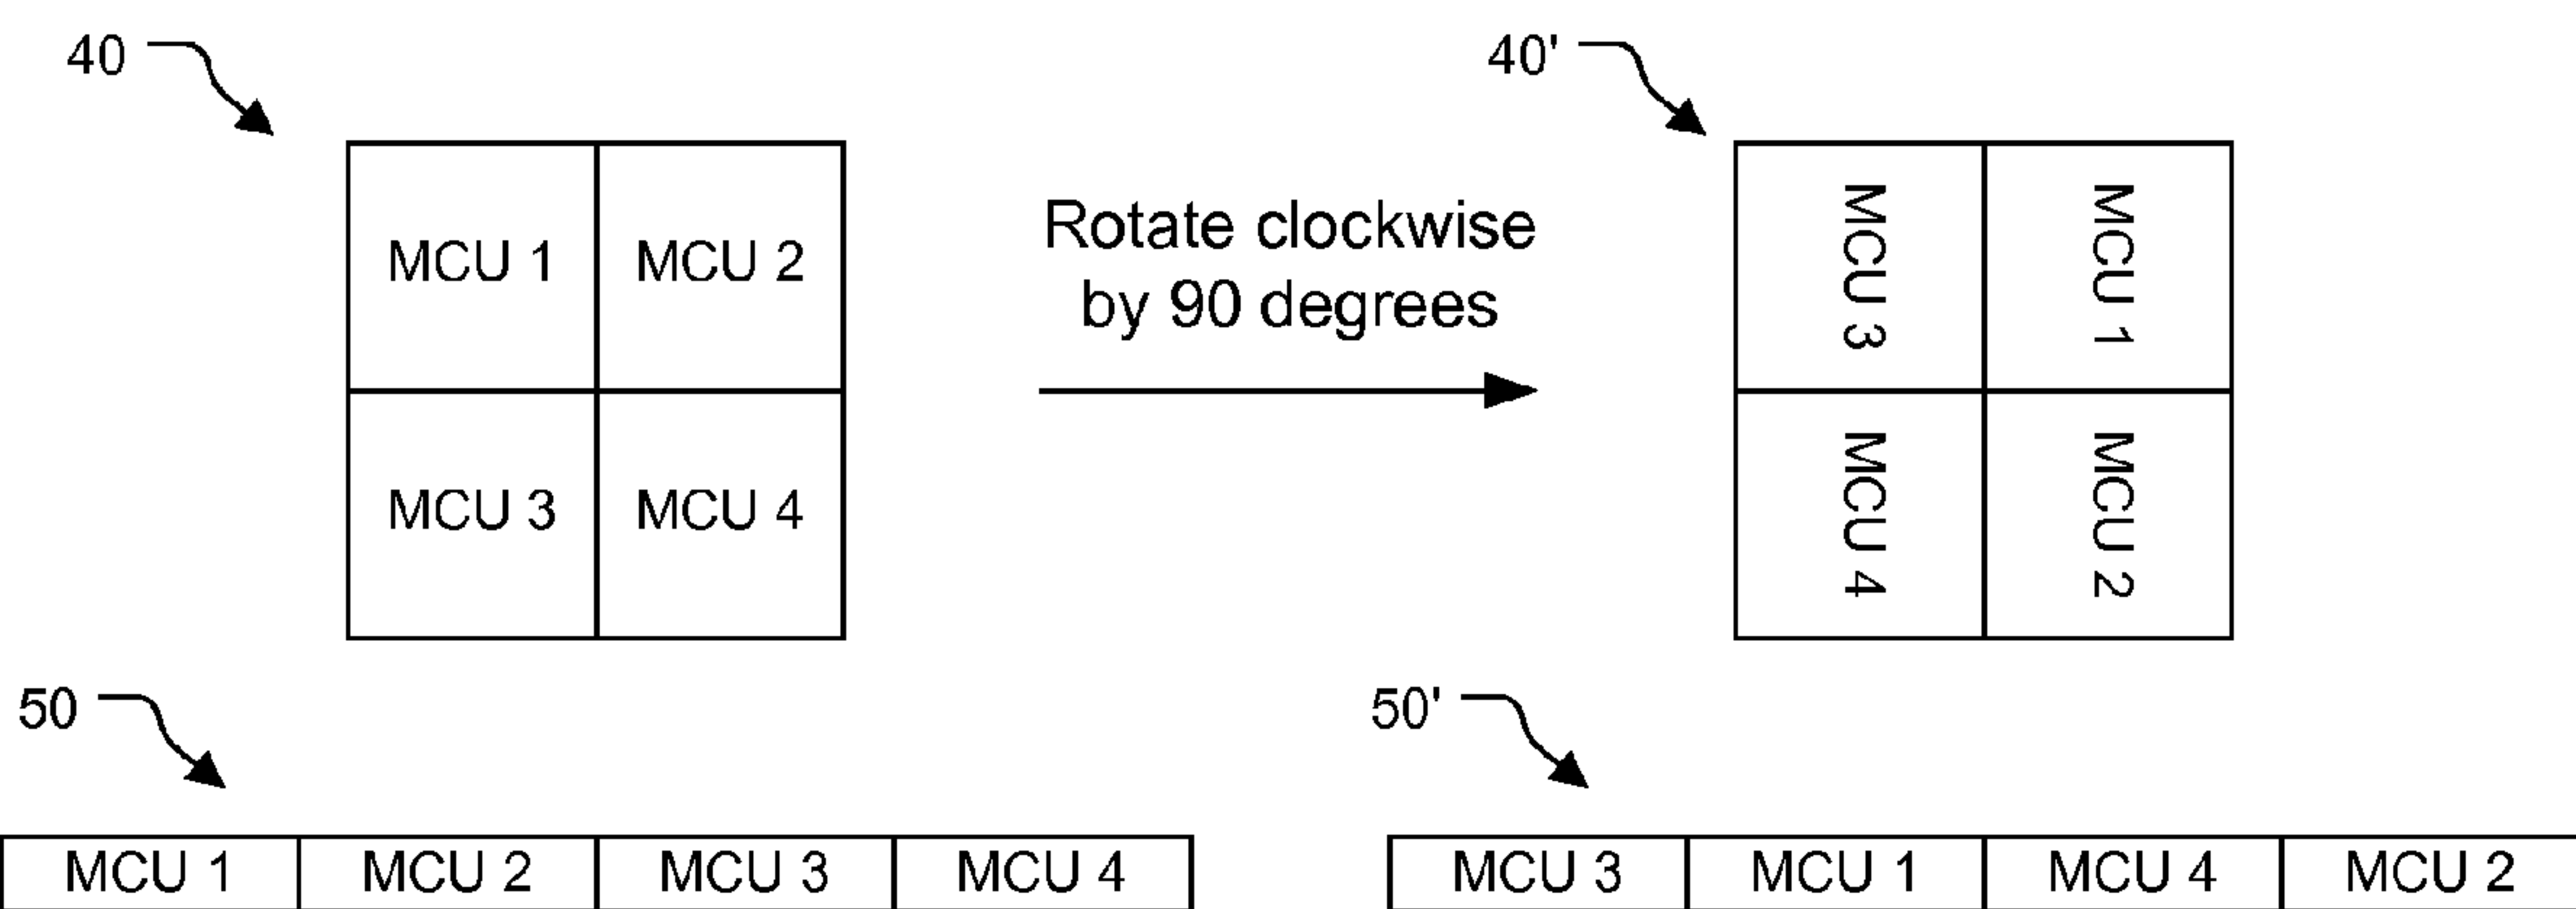 40
40'
MCU 1 MCU 2
MCU 3 MCU 4
Rotate clockwise
by 90 degrees
MCU 3 MCU 1
MCU 4 MCU 2
50
50'
MCU 1 MCU 2 MCU 3 MCU 4
MCU 3 MCU 1 MCU 4 MCU 2